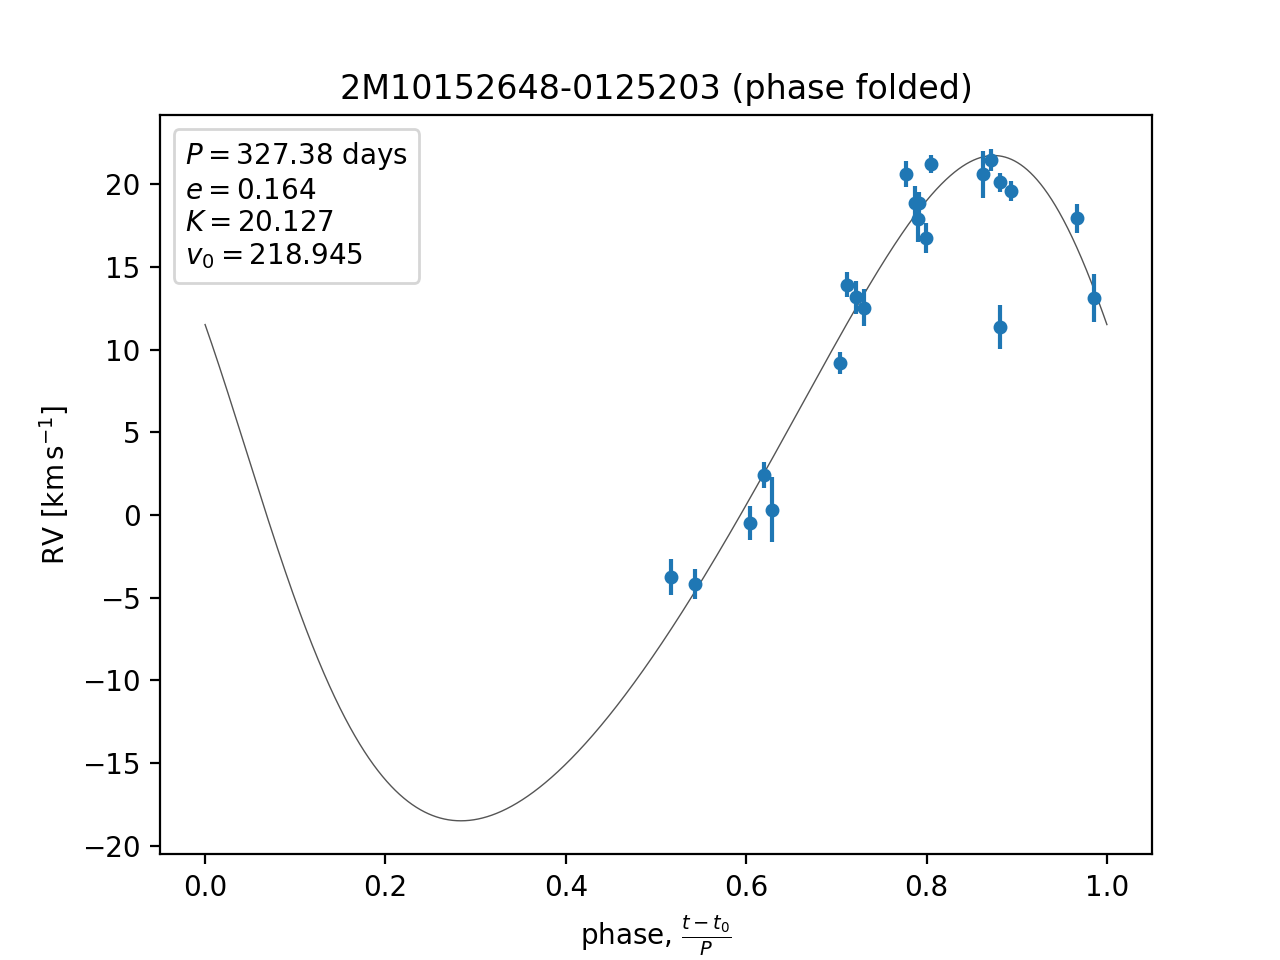 2M10152648-0125203 (phase folded)
P = 327.38 days
e = 0.164
K = 20.127
v₀ = 218.945
20
15
10
5
0
−5
−10
−15
−20
RV [km s⁻¹]
0.0 0.2 0.4 0.6 0.8 1.0
phase, (t − t₀)/P